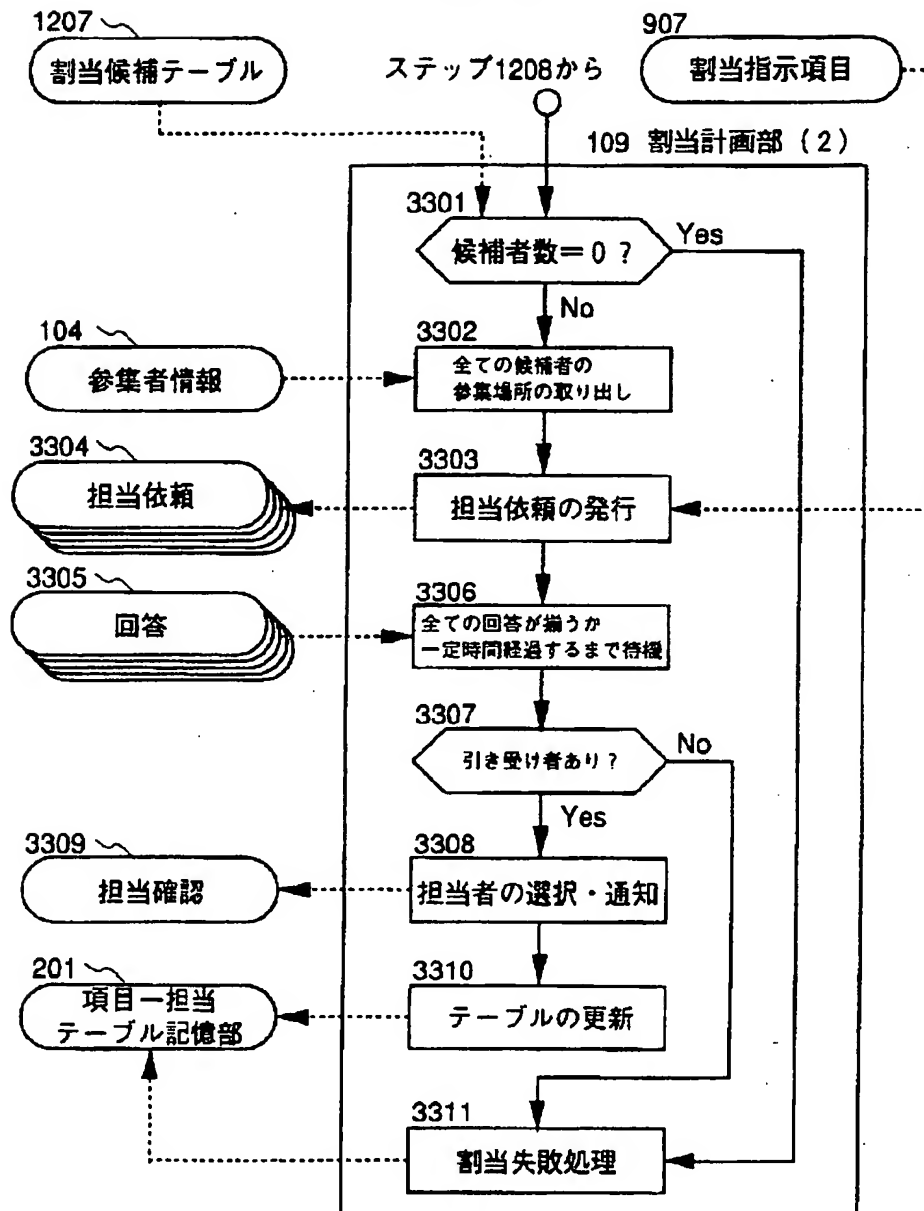 1207
割当候補テーブル
ステップ1208から
907
割当指示項目
109 割当計画部(2)
3301
候補者数=0?
Yes
No
104
参集者情報
3302
全ての候補者の
参集場所の取り出し
3304
担当依頼
3303
担当依頼の発行
3305
回答
3306
全ての回答が揃うか
一定時間経過するまで待機
3307
引き受け者あり?
No
Yes
3309
担当確認
3308
担当者の選択・通知
201
項目ー担当
テーブル記憶部
3310
テーブルの更新
3311
割当失敗処理